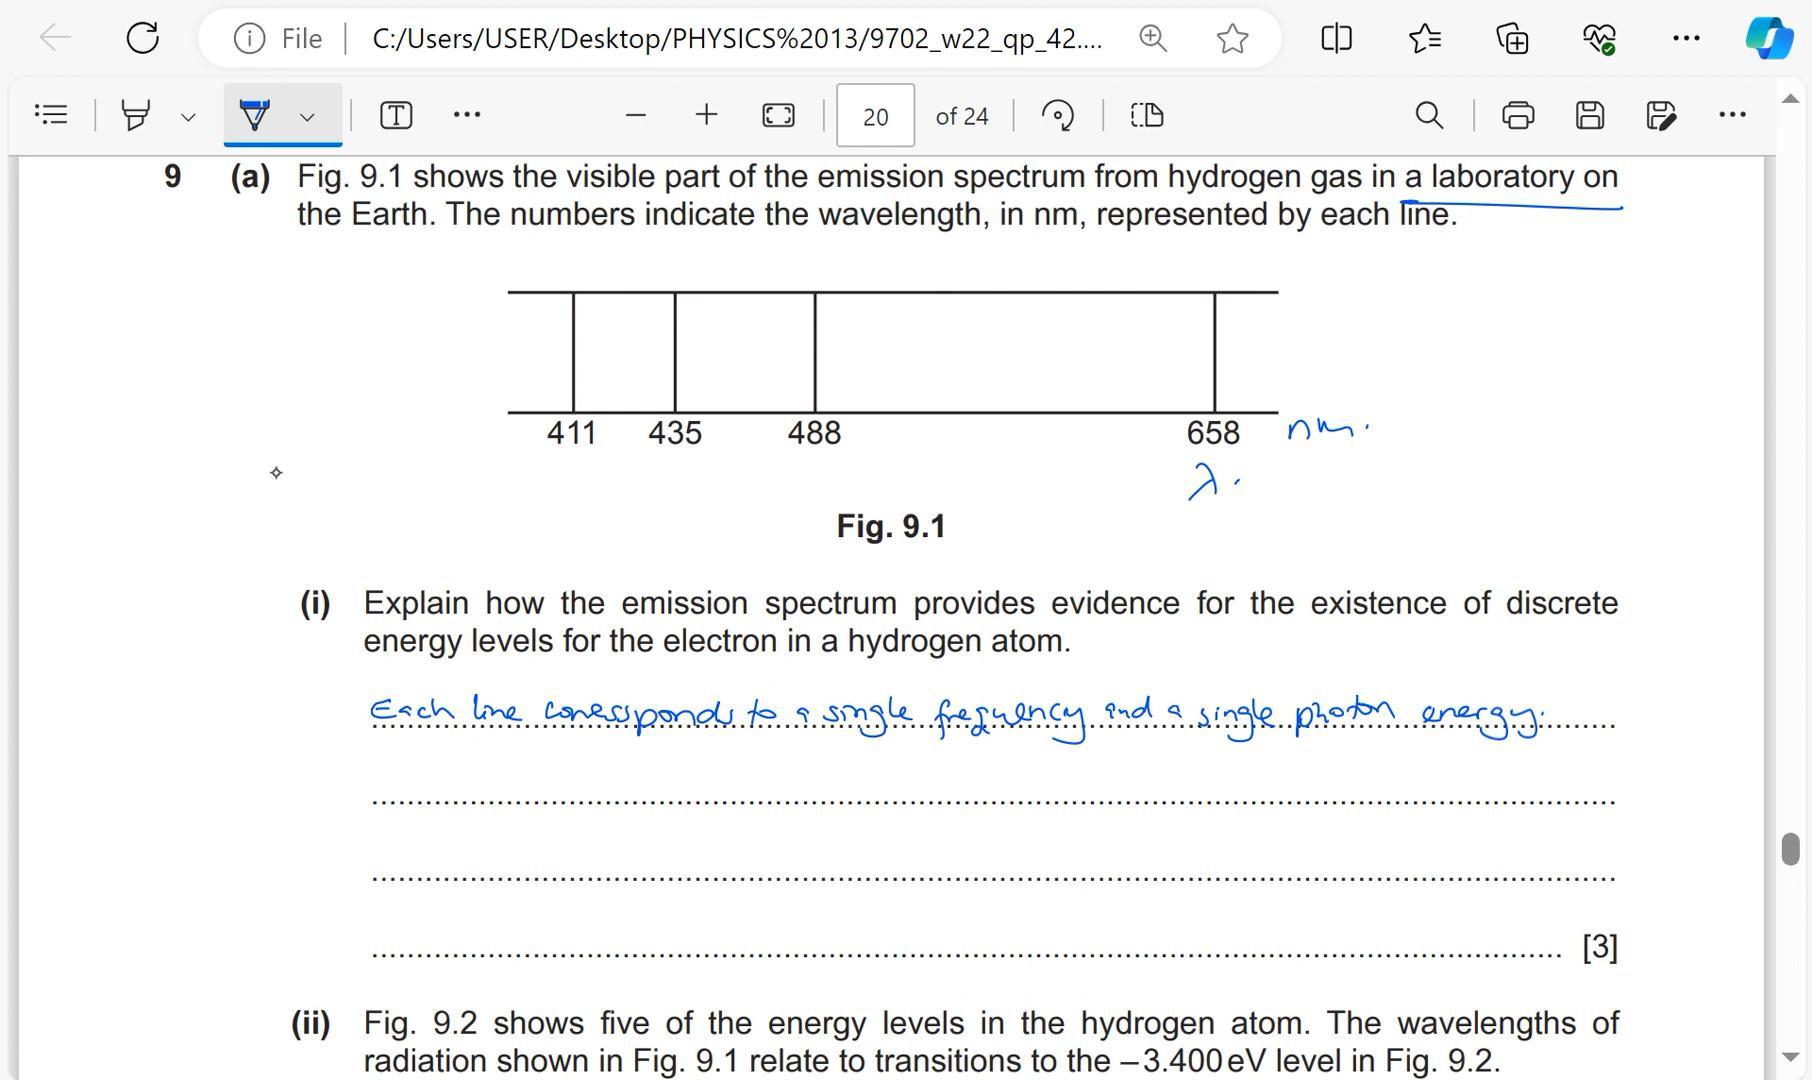 File
C:/Users/USER/Desktop/PHYSICS%2013/9702_w22_qp_42....
20 of 24
9 (a) Fig. 9.1 shows the visible part of the emission spectrum from hydrogen gas in a laboratory on
the Earth. The numbers indicate the wavelength, in nm, represented by each line.
411 435 488 658 nm.
λ.
Fig. 9.1
(i) Explain how the emission spectrum provides evidence for the existence of discrete
energy levels for the electron in a hydrogen atom.
Each line corresponds to a single frequency and a single photon energy.
[3]
(ii) Fig. 9.2 shows five of the energy levels in the hydrogen atom. The wavelengths of
radiation shown in Fig. 9.1 relate to transitions to the –3.400 eV level in Fig. 9.2.